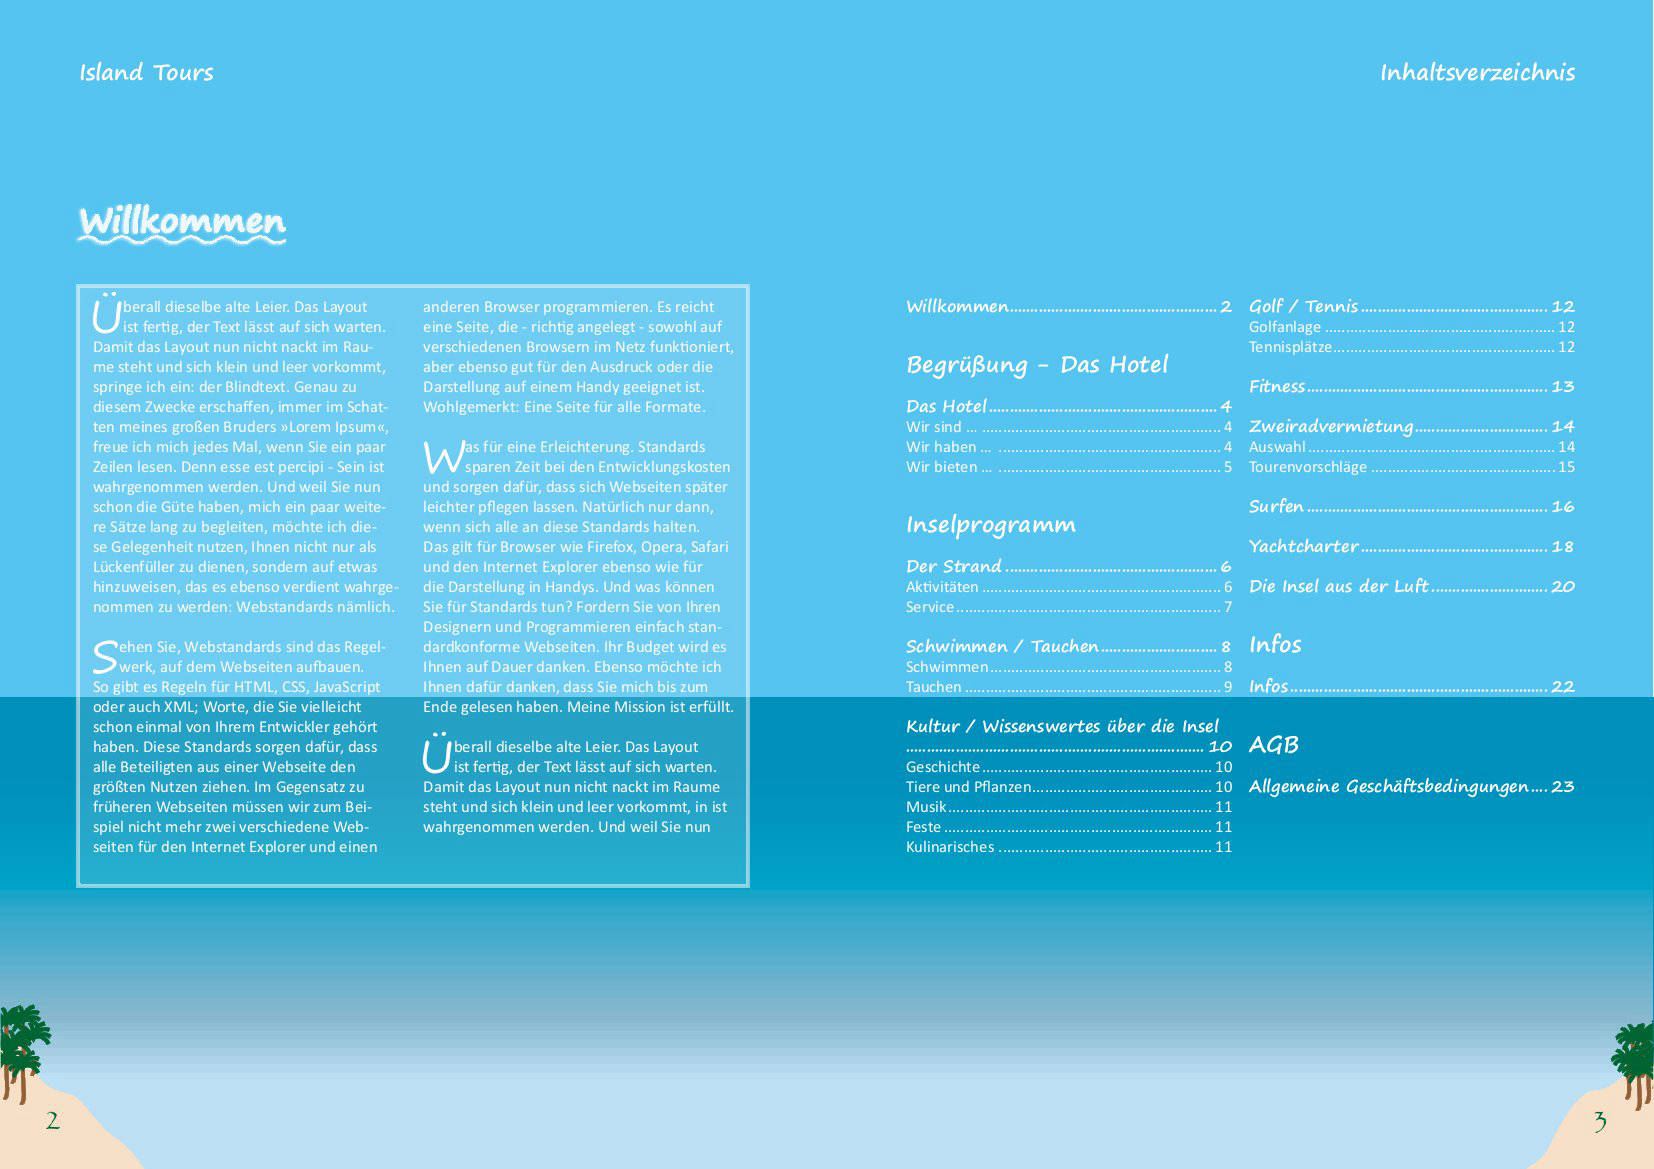 Island Tours
Inhaltsverzeichnis
Willkommen
Überall dieselbe alte Leier. Das Layout
ist fertig, der Text lässt auf sich warten.
Damit das Layout nun nicht nackt im Rau-
me steht und sich klein und leer vorkommt,
springe ich ein: der Blindtext. Genau zu
diesem Zwecke erschaffen, immer im Schat-
ten meines großen Bruders »Lorem Ipsum«,
freue ich mich jedes Mal, wenn Sie ein paar
Zeilen lesen. Denn esse est percipi - Sein ist
wahrgenommen werden. Und weil Sie nun
schon die Güte haben, mich ein paar weite-
re Sätze lang zu begleiten, möchte ich die-
se Gelegenheit nutzen, Ihnen nicht nur als
Lückenfüller zu dienen, sondern auf etwas
hinzuweisen, das es ebenso verdient wahrge-
nommen zu werden: Webstandards nämlich.
Sehen Sie, Webstandards sind das Regel-
werk, auf dem Webseiten aufbauen.
So gibt es Regeln für HTML, CSS, JavaScript
oder auch XML; Worte, die Sie vielleicht
schon einmal von Ihrem Entwickler gehört
haben. Diese Standards sorgen dafür, dass
alle Beteiligten aus einer Webseite den
größten Nutzen ziehen. Im Gegensatz zu
früheren Webseiten müssen wir zum Bei-
spiel nicht mehr zwei verschiedene Web-
seiten für den Internet Explorer und einen
anderen Browser programmieren. Es reicht
eine Seite, die - richtig angelegt - sowohl auf
verschiedenen Browsern im Netz funktioniert,
aber ebenso gut für den Ausdruck oder die
Darstellung auf einem Handy geeignet ist.
Wohlgemerkt: Eine Seite für alle Formate.
Was für eine Erleichterung. Standards
sparen Zeit bei den Entwicklungskosten
und sorgen dafür, dass sich Webseiten später
leichter pflegen lassen. Natürlich nur dann,
wenn sich alle an diese Standards halten.
Das gilt für Browser wie Firefox, Opera, Safari
und den Internet Explorer ebenso wie für
die Darstellung in Handys. Und was können
Sie für Standards tun? Fordern Sie von Ihren
Designern und Programmieren einfach stan-
dardkonforme Webseiten. Ihr Budget wird es
Ihnen auf Dauer danken. Ebenso möchte ich
Ihnen dafür danken, dass Sie mich bis zum
Ende gelesen haben. Meine Mission ist erfüllt.
Überall dieselbe alte Leier. Das Layout
ist fertig, der Text lässt auf sich warten.
Damit das Layout nun nicht nackt im Raume
steht und sich klein und leer vorkommt, in ist
wahrgenommen werden. Und weil Sie nun
Willkommen.................... 2
Begrüßung - Das Hotel
Das Hotel.................... 4
Wir sind ... .................... 4
Wir haben ... .................... 4
Wir bieten ... .................... 5
Inselprogramm
Der Strand .................... 6
Aktivitäten .................... 6
Service.................... 7
Schwimmen / Tauchen.................... 8
Schwimmen.................... 8
Tauchen .................... 9
Kultur / Wissenswertes über die Insel
.................... 10
Geschichte.................... 10
Tiere und Pflanzen.................... 10
Musik.................... 11
Feste .................... 11
Kulinarisches .................... 11
Golf / Tennis.................... 12
Golfanlage .................... 12
Tennisplätze.................... 12
Fitness.................... 13
Zweiradvermietung.................... 14
Auswahl.................... 14
Tourenvorschläge .................... 15
Surfen .................... 16
Yachtcharter.................... 18
Die Insel aus der Luft.................... 20
Infos
Infos.................... 22
AGB
Allgemeine Geschäftsbedingungen.... 23
2
3